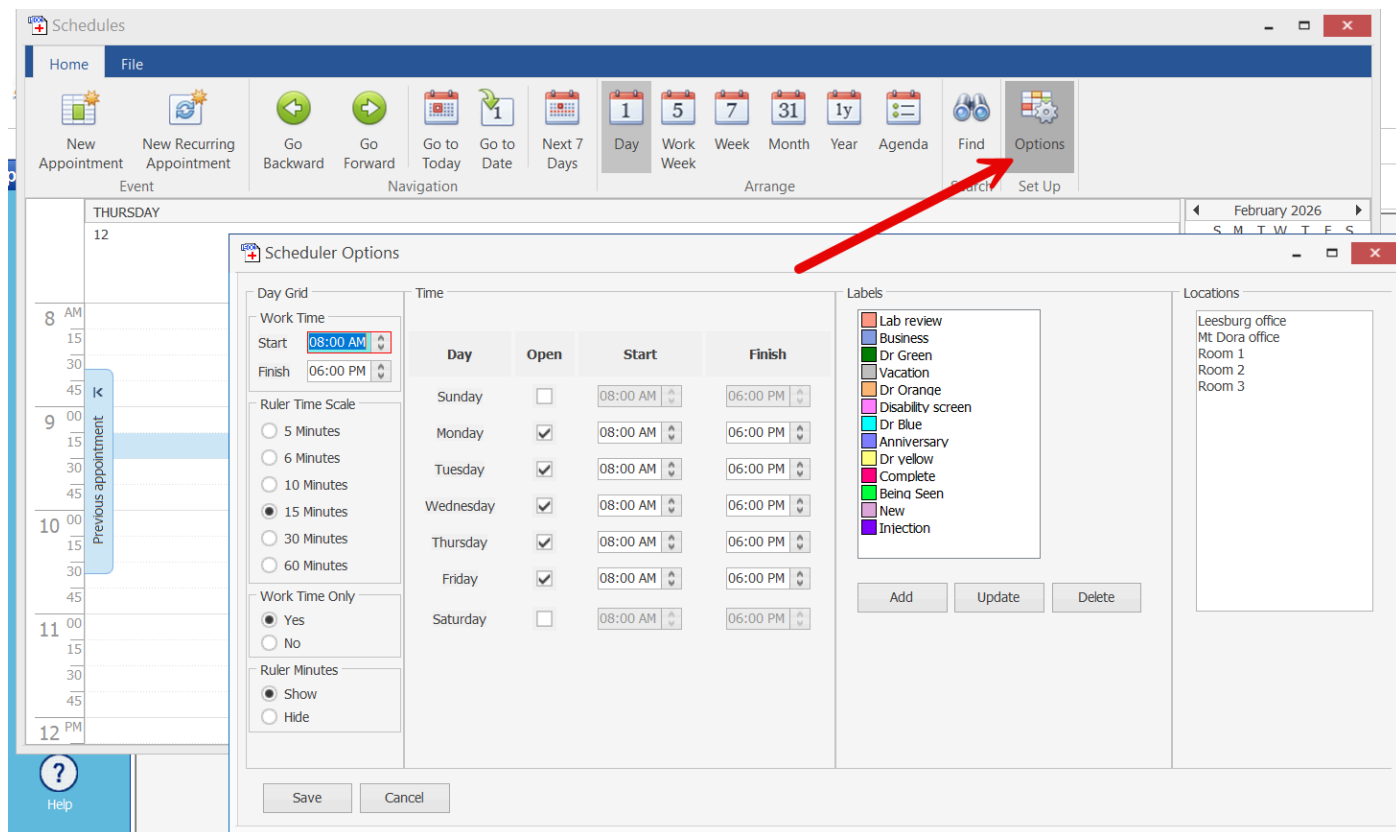 Schedules
Home File
New Appointment
New Recurring Appointment
Go Backward
Go Forward
Go to Today
Go to Date
Next 7 Days
1
Day
5
Work Week
7
Week
31
Month
1y
Year
Agenda
Find
Options
Event
Navigation
Arrange
Search
Set Up
THURSDAY
12
February 2026
S M T W T F S
8 AM
15
30
45
9 00
15
30
45
10 00
15
30
45
11 00
15
30
45
12 PM
Previous appointment
Help
Scheduler Options
Day Grid
Work Time
Start 08:00 AM
Finish 06:00 PM
Ruler Time Scale
5 Minutes
6 Minutes
10 Minutes
15 Minutes
30 Minutes
60 Minutes
Work Time Only
Yes
No
Ruler Minutes
Show
Hide
Time
Day Open Start Finish
Sunday 08:00 AM 06:00 PM
Monday 08:00 AM 06:00 PM
Tuesday 08:00 AM 06:00 PM
Wednesday 08:00 AM 06:00 PM
Thursday 08:00 AM 06:00 PM
Friday 08:00 AM 06:00 PM
Saturday 08:00 AM 06:00 PM
Labels
Lab review
Business
Dr Green
Vacation
Dr Orange
Disability screen
Dr Blue
Anniversary
Dr yellow
Complete
Being Seen
New
Injection
Add Update Delete
Locations
Leesburg office
Mt Dora office
Room 1
Room 2
Room 3
Save Cancel